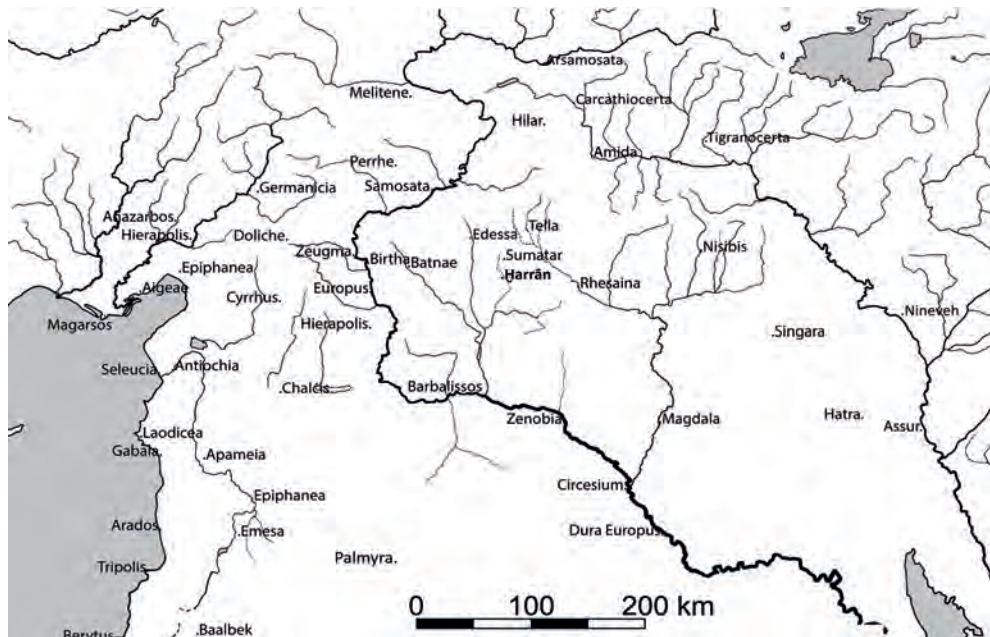 Arsamosata.
Melitene.
Carcathiocerta
Hilar.
Tigranocerta
Amida
Perrhe.
Germanicia
Samosata.
Anazarbos.
Tella
Hierapolis.
Doliche.
Edessa
Nisibis
Zeugma
Sumatar
Birtha
Batnae
.Epiphanea
Harrân
Aigeae
Rhesaina
Cyrrhus.
Europus.
Nineveh
Magarsos
Hierapolis.
Singara
Seleucia
Antiochia
.Chalcis
Barbalissos
Zenobia
Magdala
Hatra.
Assur.
Laodicea
Gabala.
Apameia
Circesium
Epiphanea
Arados
Emesa
Dura Europus
Palmyra.
Tripolis
0 100 200 km
Berytus
.Baalbek